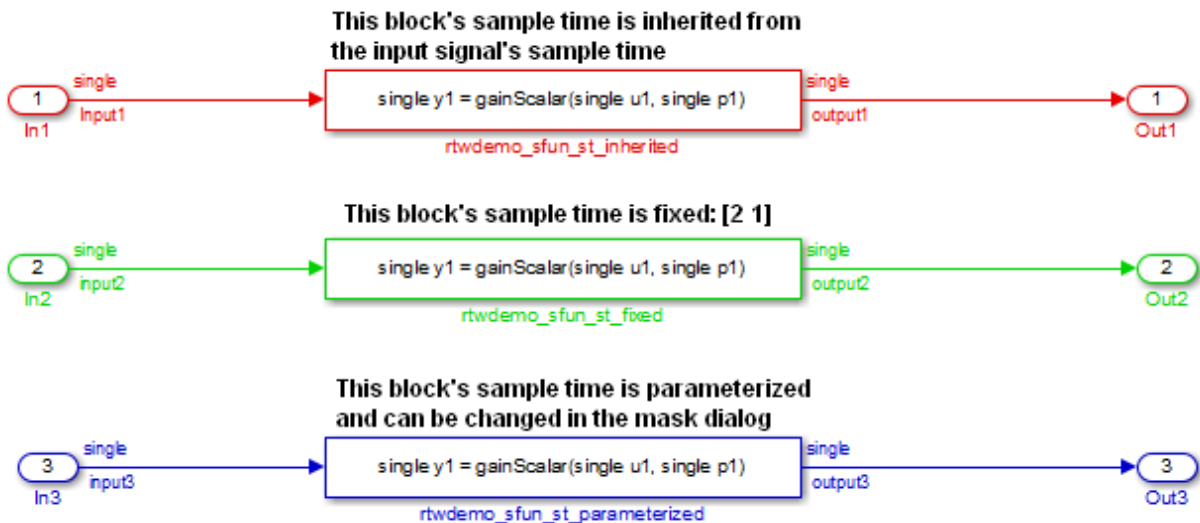 This block's sample time is inherited from
the input signal's sample time
single
single
1
single y1 = gainScalar(single u1, single p1)
1
Input1
output1
In1
Out1
rtwdemo_sfun_st_inherited
This block's sample time is fixed: [2 1]
single
single
2
single y1 = gainScalar(single u1, single p1)
2
input2
output2
In2
Out2
rtwdemo_sfun_st_fixed
This block's sample time is parameterized
and can be changed in the mask dialog
single
single
3
single y1 = gainScalar(single u1, single p1)
3
input3
output3
In3
Out3
rtwdemo_sfun_st_parameterized